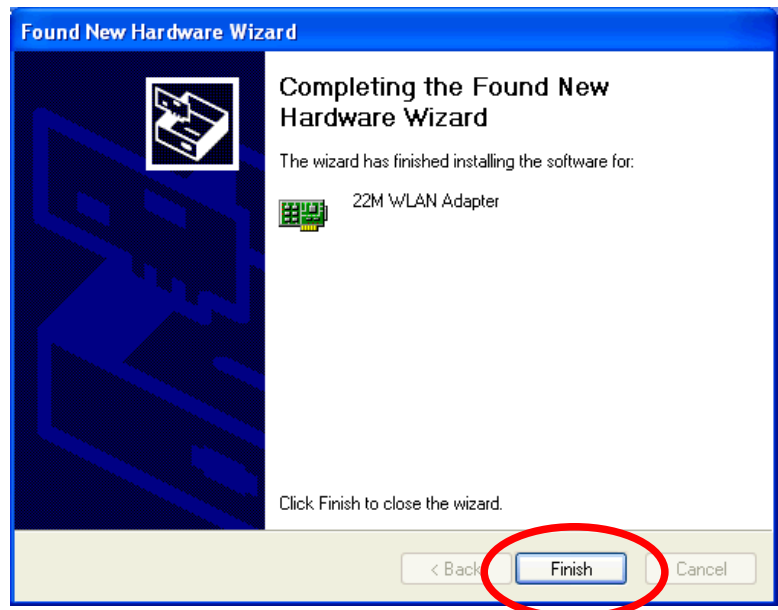 Found New Hardware Wizard
Completing the Found New
Hardware Wizard
The wizard has finished installing the software for:
22M WLAN Adapter
Click Finish to close the wizard.
< Back
Finish
Cancel